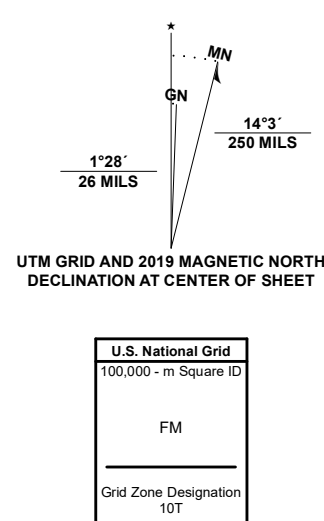 ★
MN
GN
14°3´
250 MILS
1°28´
26 MILS
UTM GRID AND 2019 MAGNETIC NORTH
DECLINATION AT CENTER OF SHEET
U.S. National Grid
100,000 - m Square ID
FM
Grid Zone Designation
10T